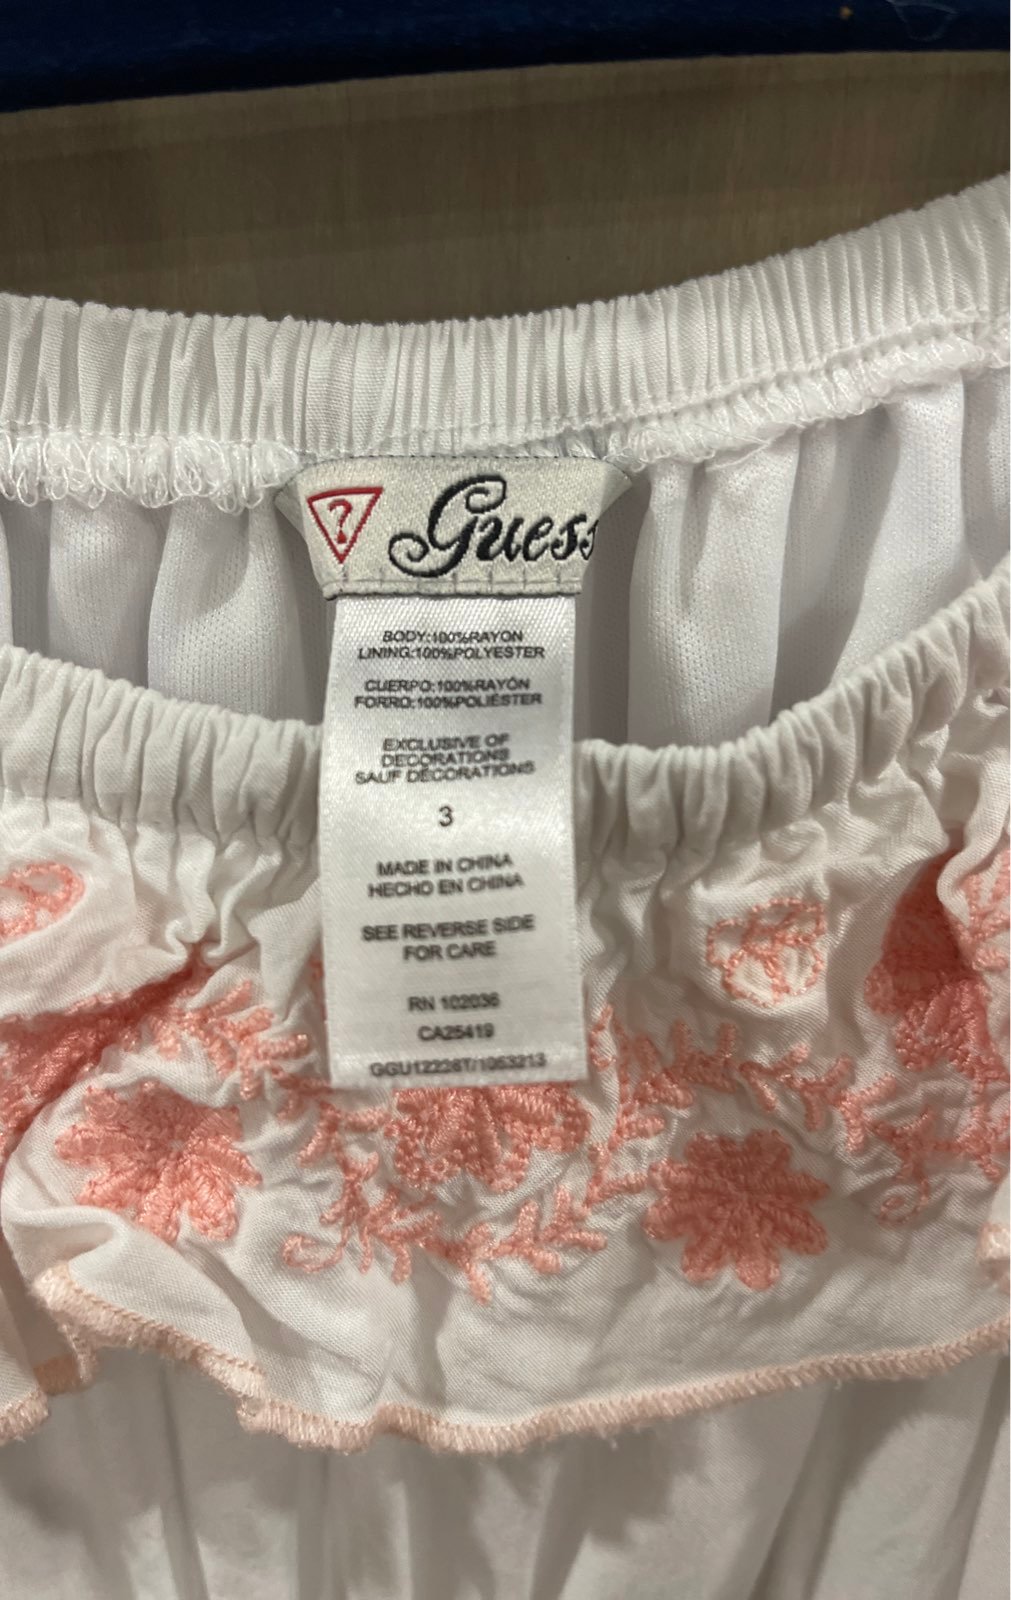 ?
Guess
BODY:100%RAYON
LINING:100%POLYESTER
CUERPO:100%RAYÓN
FORRO:100%POLIÉSTER
EXCLUSIVE OF
DECORATIONS
SAUF DÉCORATIONS
3
MADE IN CHINA
HECHO EN CHINA
SEE REVERSE SIDE
FOR CARE
RN 102036
CA25419
GGU12228T/1053213